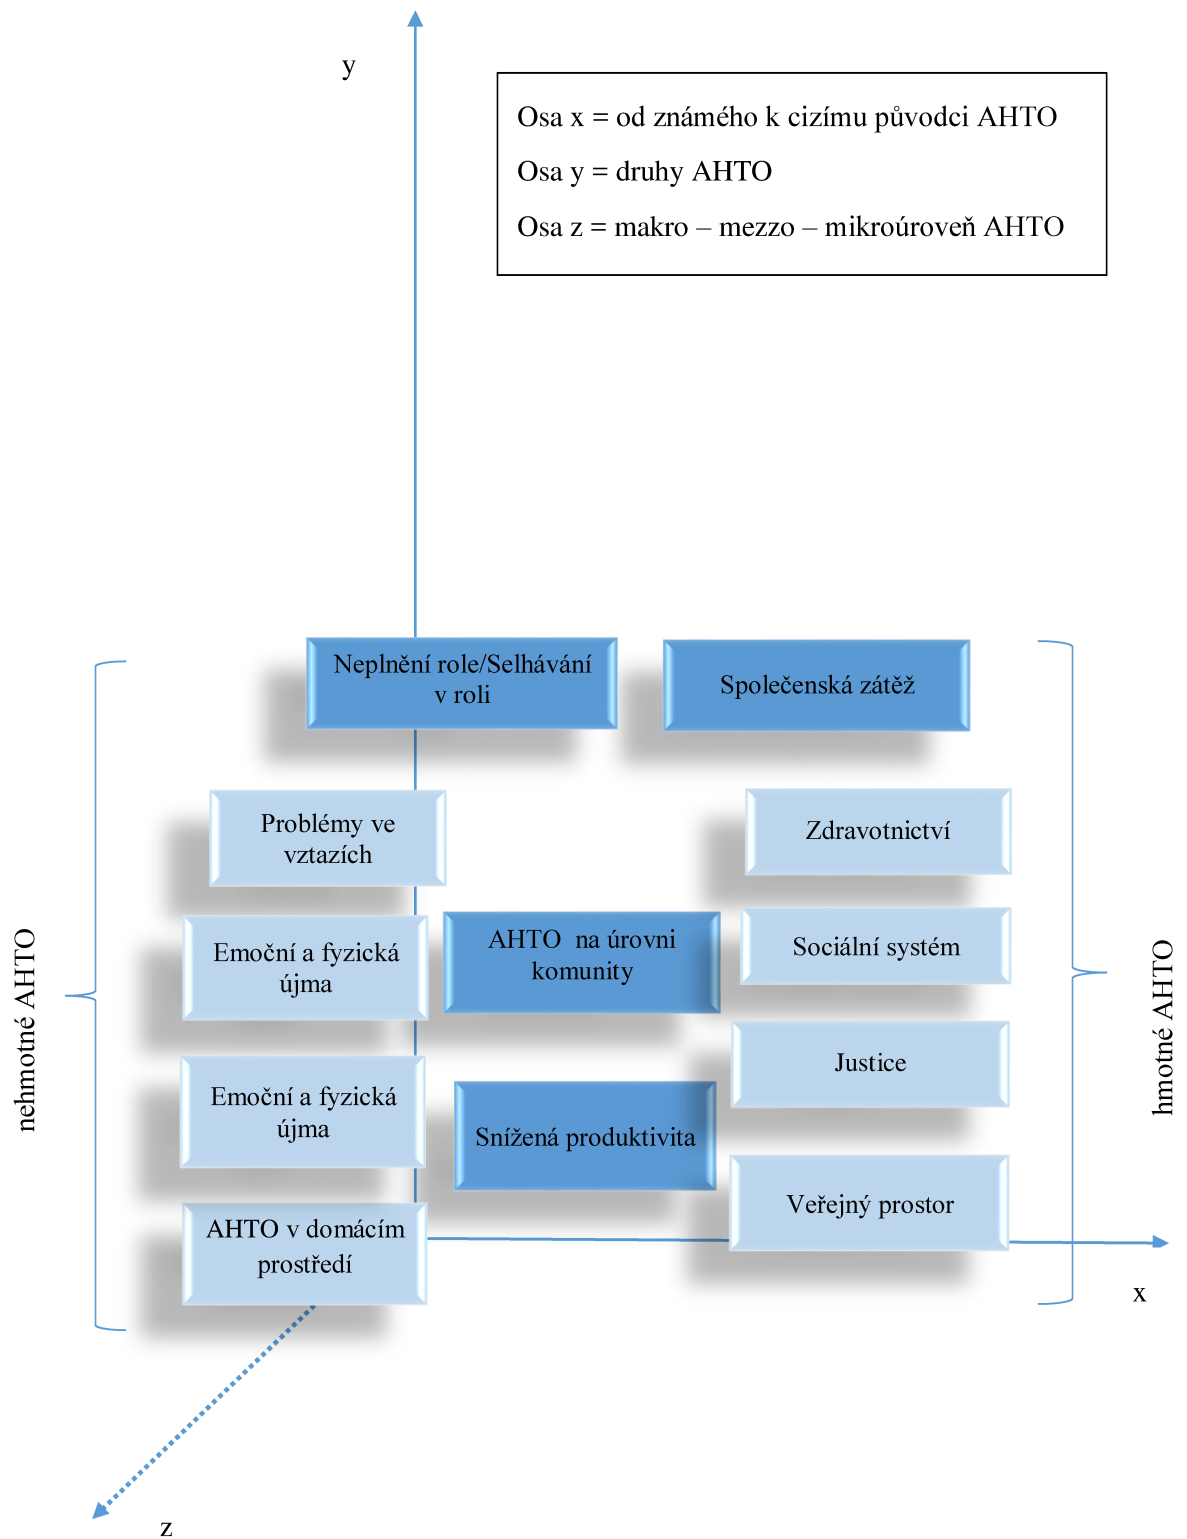 y
Osa x = od známého k cizímu původci AHTO
Osa y = druhy AHTO
Osa z = makro – mezzo – mikroúroveň AHTO
Neplnění role/Selhávání
v roli
Společenská zátěž
Problémy ve
vztazích
Zdravotnictví
Emoční a fyzická
újma
AHTO na úrovni
komunity
Sociální systém
nehmotné AHTO
hmotné AHTO
Emoční a fyzická
újma
Snížená produktivita
Justice
AHTO v domácím
prostředí
Veřejný prostor
x
z